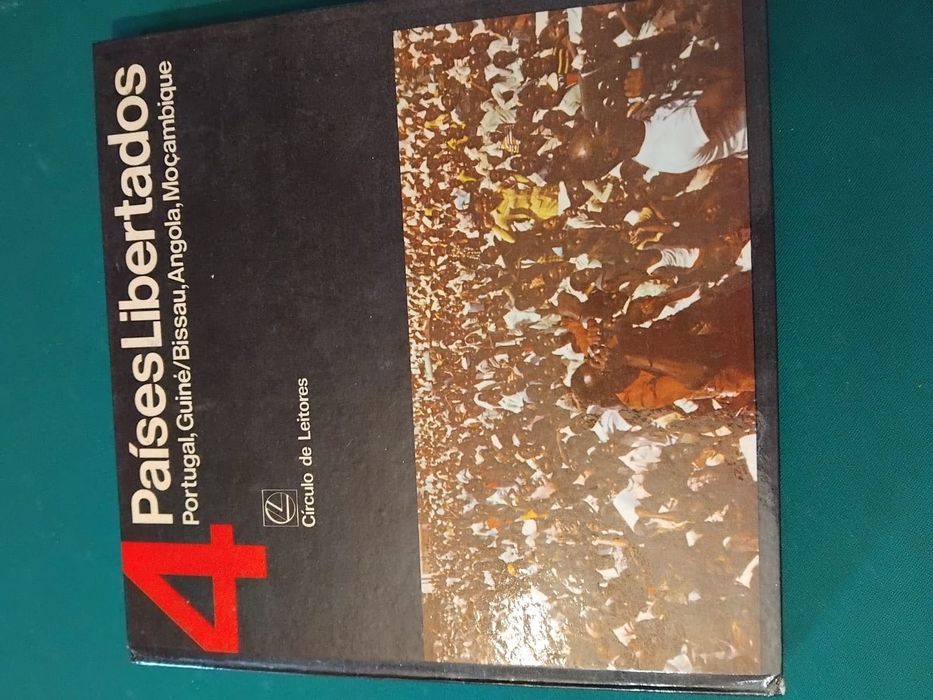 4 Países Libertados
Portugal, Guiné/Bissau, Angola, Moçambique
Círculo de Leitores